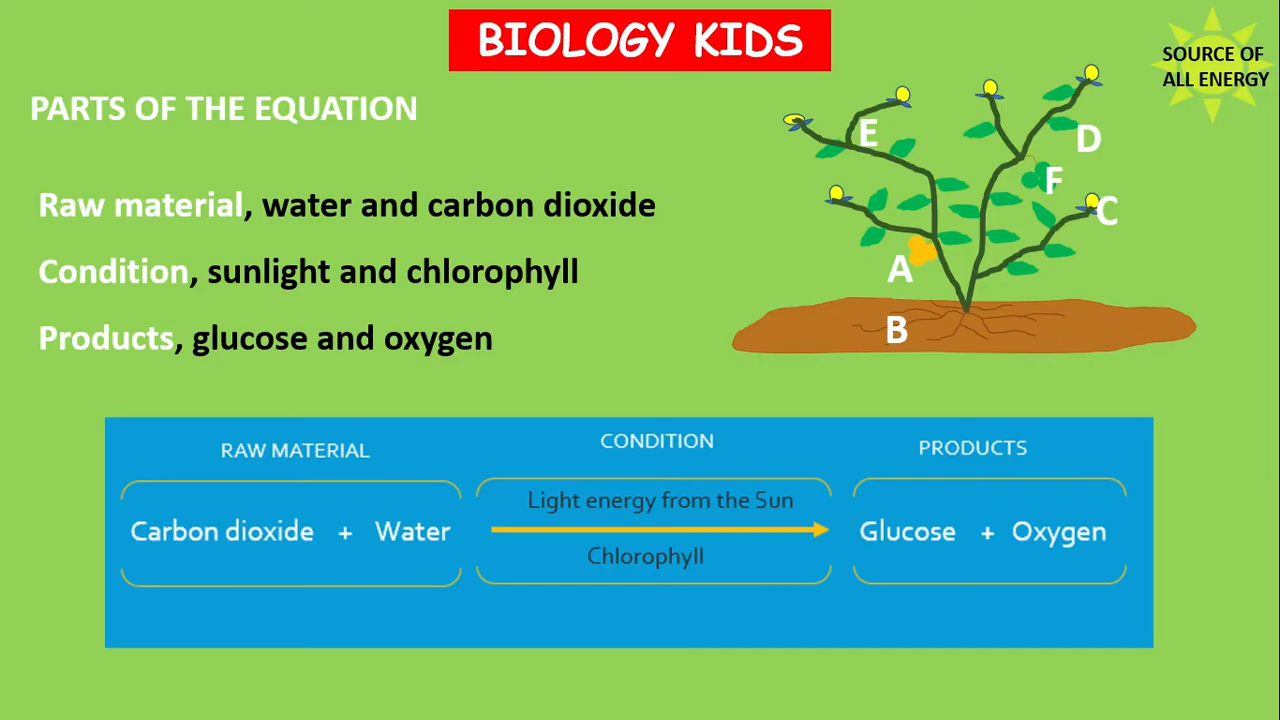 BIOLOGY KIDS
SOURCE OF
ALL ENERGY
PARTS OF THE EQUATION
Raw material, water and carbon dioxide
Condition, sunlight and chlorophyll
Products, glucose and oxygen
E
D
F
C
A
B
RAW MATERIAL
CONDITION
PRODUCTS
Light energy from the Sun
Carbon dioxide + Water
Glucose + Oxygen
Chlorophyll